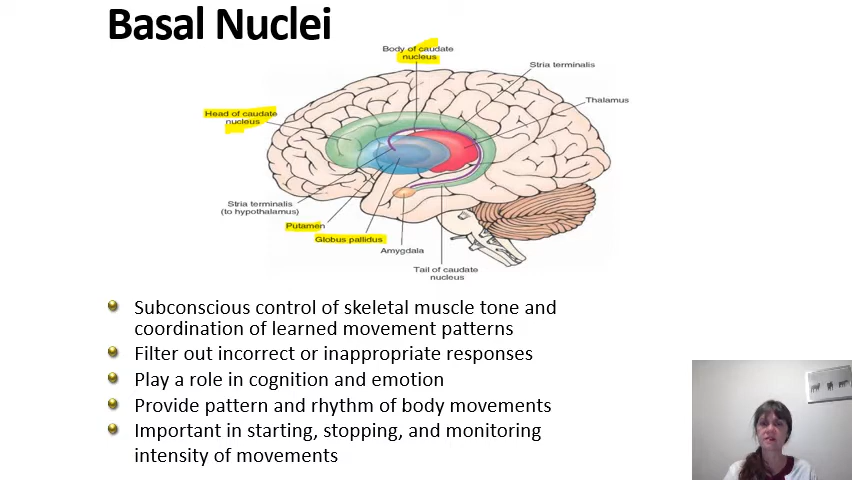 Basal Nuclei
Body of caudate
nucleus
Stria terminalis
Thalamus
Head of caudate
nucleus
Stria terminalis
(to hypothalamus)
Putamen
Globus pallidus
Amygdala
Tail of caudate
nucleus
Subconscious control of skeletal muscle tone and
coordination of learned movement patterns
Filter out incorrect or inappropriate responses
Play a role in cognition and emotion
Provide pattern and rhythm of body movements
Important in starting, stopping, and monitoring
intensity of movements